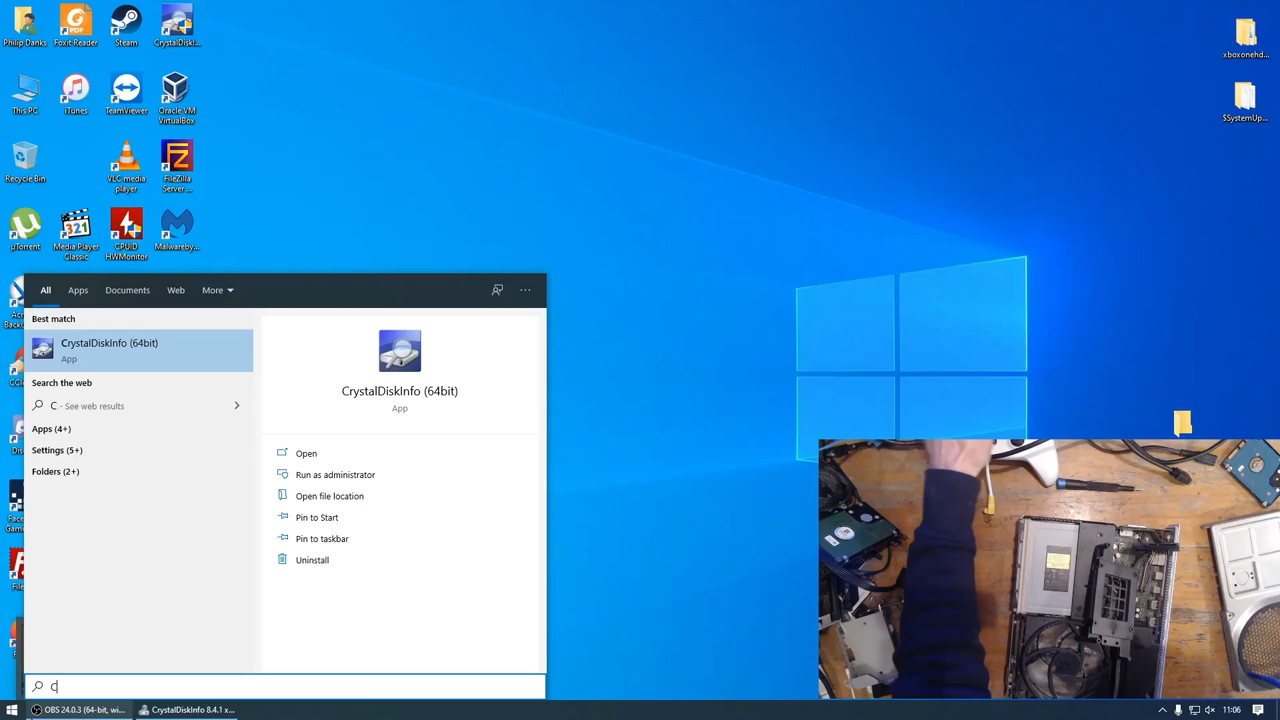 Philip Danks
Foxit Reader
Steam
CrystalDiskI...
xboxonehd...
This PC
iTunes
TeamViewer
Oracle VM
VirtualBox
$SystemUp...
Recycle Bin
VLC media
player
FileZilla
Server ...
µTorrent
Media Player
Classic
CPUID
HWMonitor
Malwareby...
All
Apps
Documents
Web
More
Best match
CrystalDiskInfo (64bit)
App
Search the web
C - See web results
Apps (4+)
Settings (5+)
Folders (2+)
CrystalDiskInfo (64bit)
App
Open
Run as administrator
Open file location
Pin to Start
Pin to taskbar
Uninstall
C
OBS 24.0.3 (64-bit, wi...
CrystalDiskInfo 8.4.1 x...
11:06